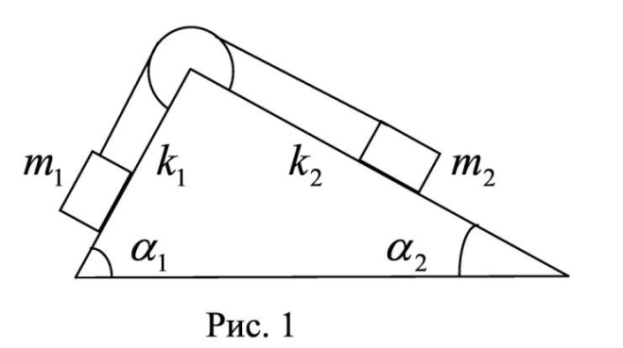 m₁ k₁ k₂ m₂
α₁ α₂
Рис. 1